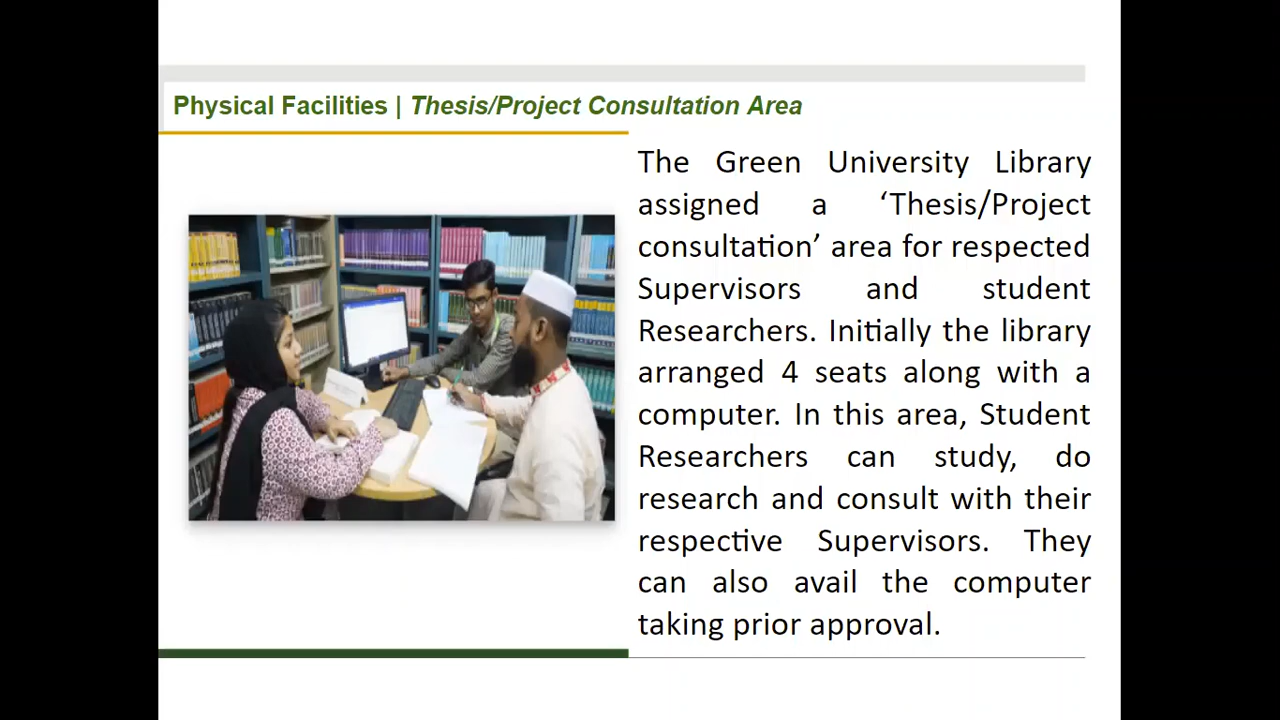 Physical Facilities | Thesis/Project Consultation Area
The Green University Library
assigned a ‘Thesis/Project
consultation’ area for respected
Supervisors and student
Researchers. Initially the library
arranged 4 seats along with a
computer. In this area, Student
Researchers can study, do
research and consult with their
respective Supervisors. They
can also avail the computer
taking prior approval.